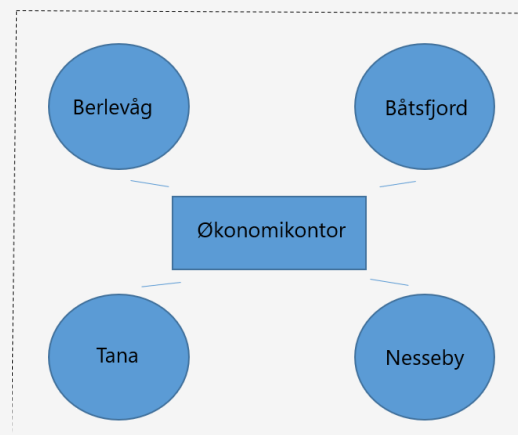 Berlevåg
Båtsfjord
Økonomikontor
Tana
Nesseby